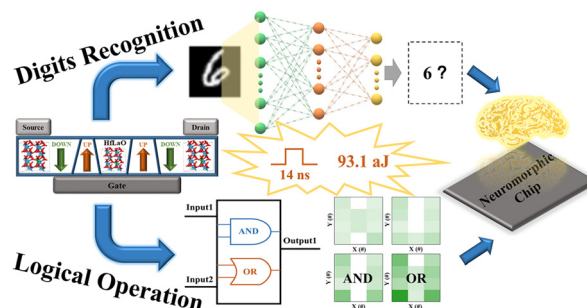 Digits Recognition
6 ?
Source
Drain
DOWN
UP
HfLaO
UP
DOWN
Gate
14 ns
93.1 aJ
Neuromorphic
Chip
Logical Operation
Input1
AND
Output1
OR
Input2
Y (#)
Y (#)
X (#)
X (#)
Y (#)
AND
Y (#)
OR
X (#)
X (#)